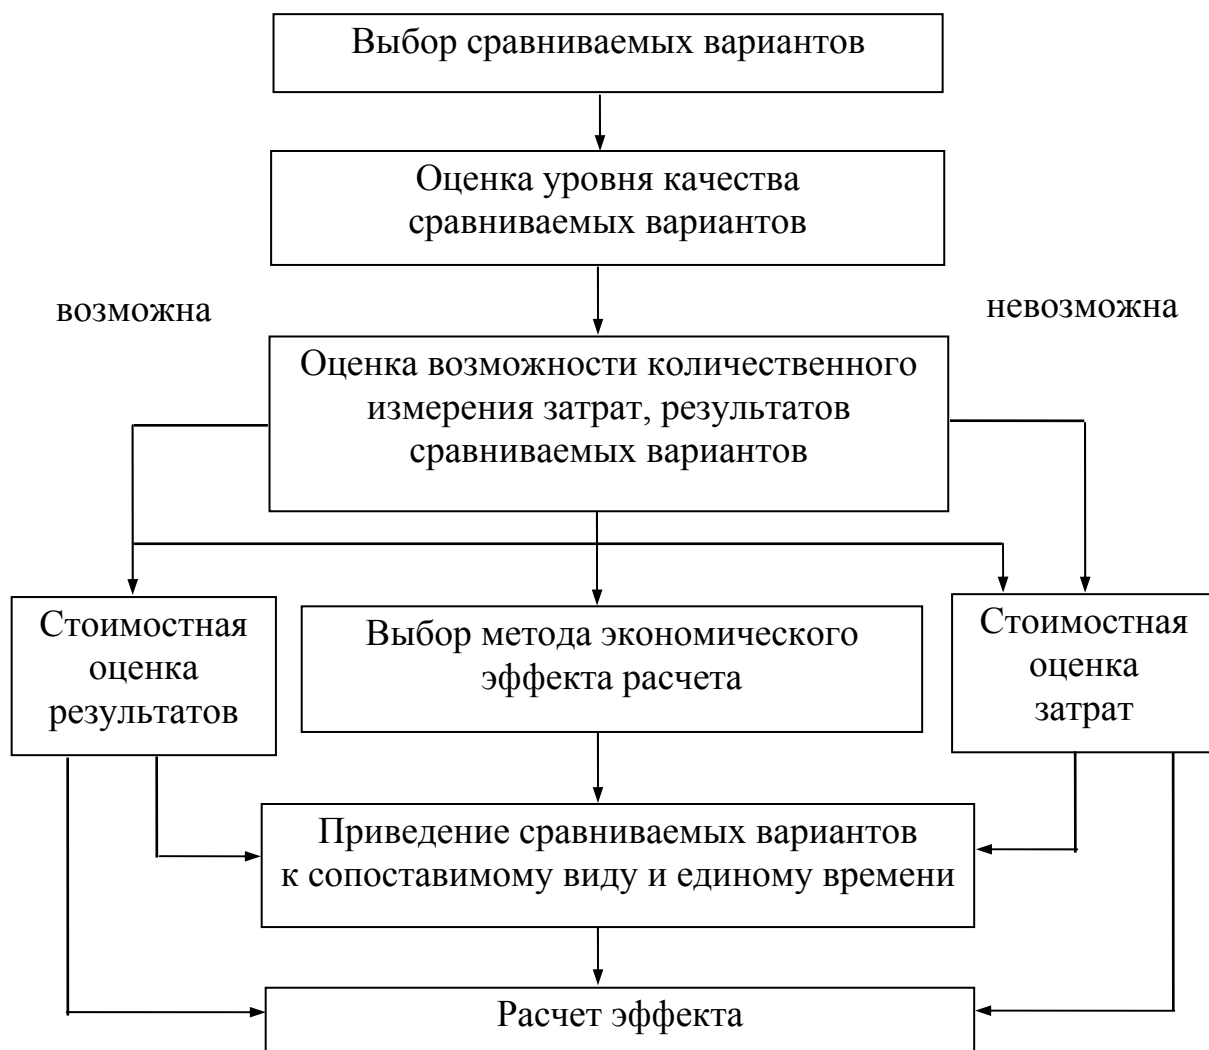 Выбор сравниваемых вариантов
Оценка уровня качества
сравниваемых вариантов
возможна
невозможна
Оценка возможности количественного
измерения затрат, результатов
сравниваемых вариантов
Стоимостная
оценка
результатов
Выбор метода экономического
эффекта расчета
Стоимостная
оценка
затрат
Приведение сравниваемых вариантов
к сопоставимому виду и единому времени
Расчет эффекта